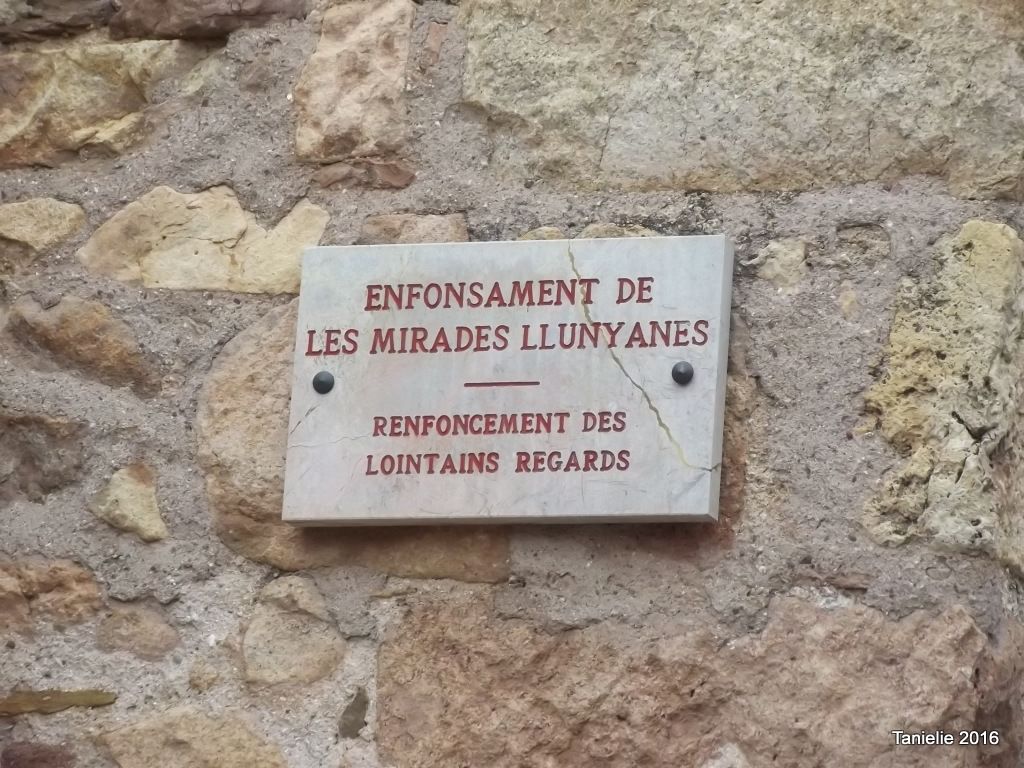 ENFONSAMENT DE
LES MIRADES LLUNYANES
RENFONCEMENT DES
LOINTAINS REGARDS
Tanielie 2016